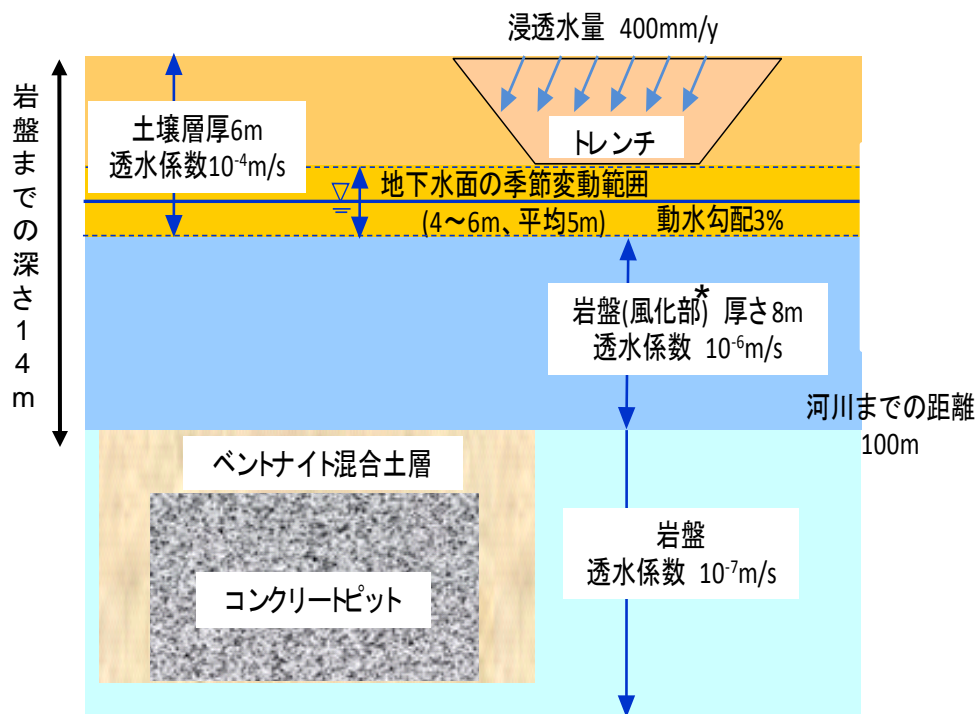 浸透水量 400mm/y
岩盤までの深さ14m
土壌層厚6m
透水係数10-4m/s
トレンチ
地下水面の季節変動範囲
(4~6m、平均5m) 動水勾配3%
岩盤(風化部)* 厚さ8m
透水係数 10-6m/s
河川までの距離
100m
ベントナイト混合土層
岩盤
透水係数 10-7m/s
コンクリートピット